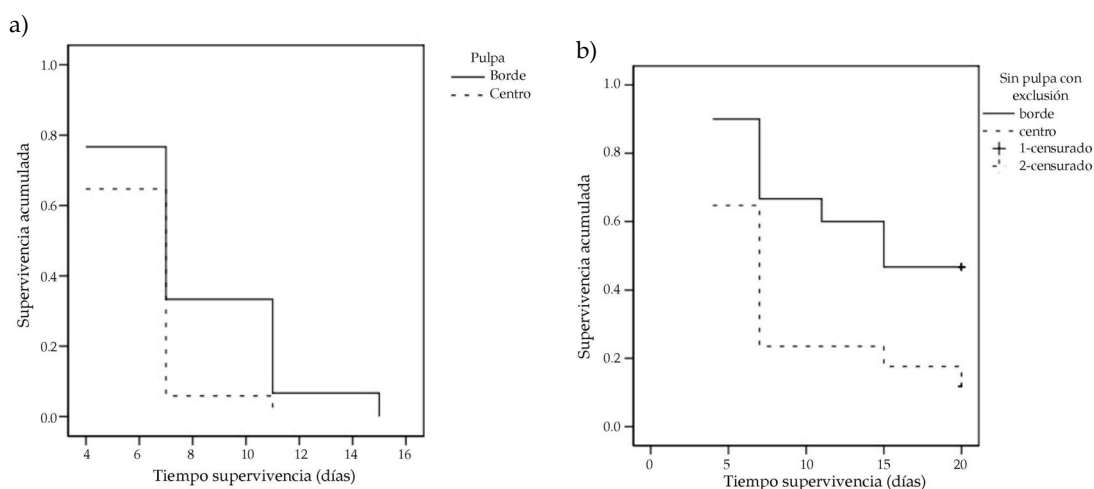 a)
Pulpa
Borde
Centro
1.0
0.8
0.6
0.4
0.2
0.0
Supervivencia acumulada
4
6
8
10
12
14
16
Tiempo supervivencia (días)
b)
Sin pulpa con
exclusión
borde
centro
1-censurado
2-censurado
1.0
0.8
0.6
0.4
0.2
0.0
Supervivencia acumulada
0
5
10
15
20
Tiempo supervivencia (días)